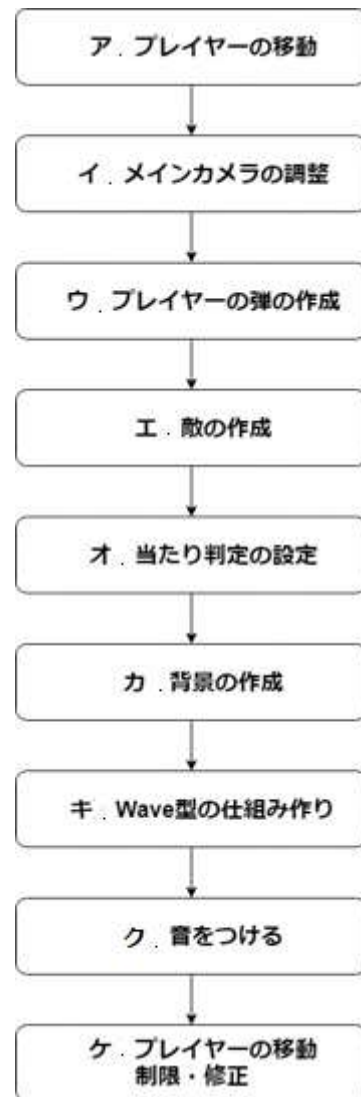 ア．プレイヤーの移動
イ．メインカメラの調整
ウ．プレイヤーの弾の作成
エ．敵の作成
オ．当たり判定の設定
カ．背景の作成
キ．Wave型の仕組み作り
ク．音をつける
ケ．プレイヤーの移動
制限・修正